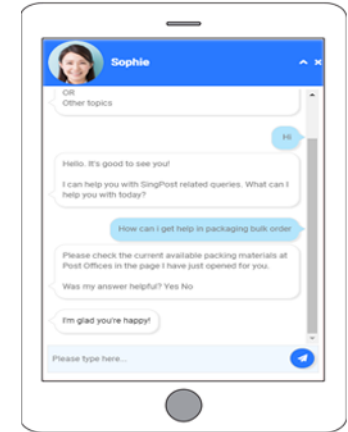 Sophie
OR
Other topics
Hi
Hello. It's good to see you!
I can help you with SingPost related queries. What can I
help you with today?
How can i get help in packaging bulk order
Please check the current available packing materials at
Post Offices in the page I have just opened for you.
Was my answer helpful? Yes No
I'm glad you're happy!
Please type here...